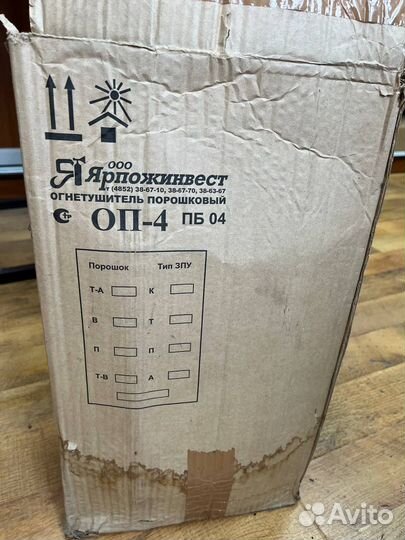 ООО
Ярпожинвест
т (4852) 38-67-10, 38-67-70, 38-63-67
ОГНЕТУШИТЕЛЬ ПОРОШКОВЫЙ
ОП-4 ПБ 04
Порошок Тип ЗПУ
Т-А К
В Т
П П
Т-В А
Avito